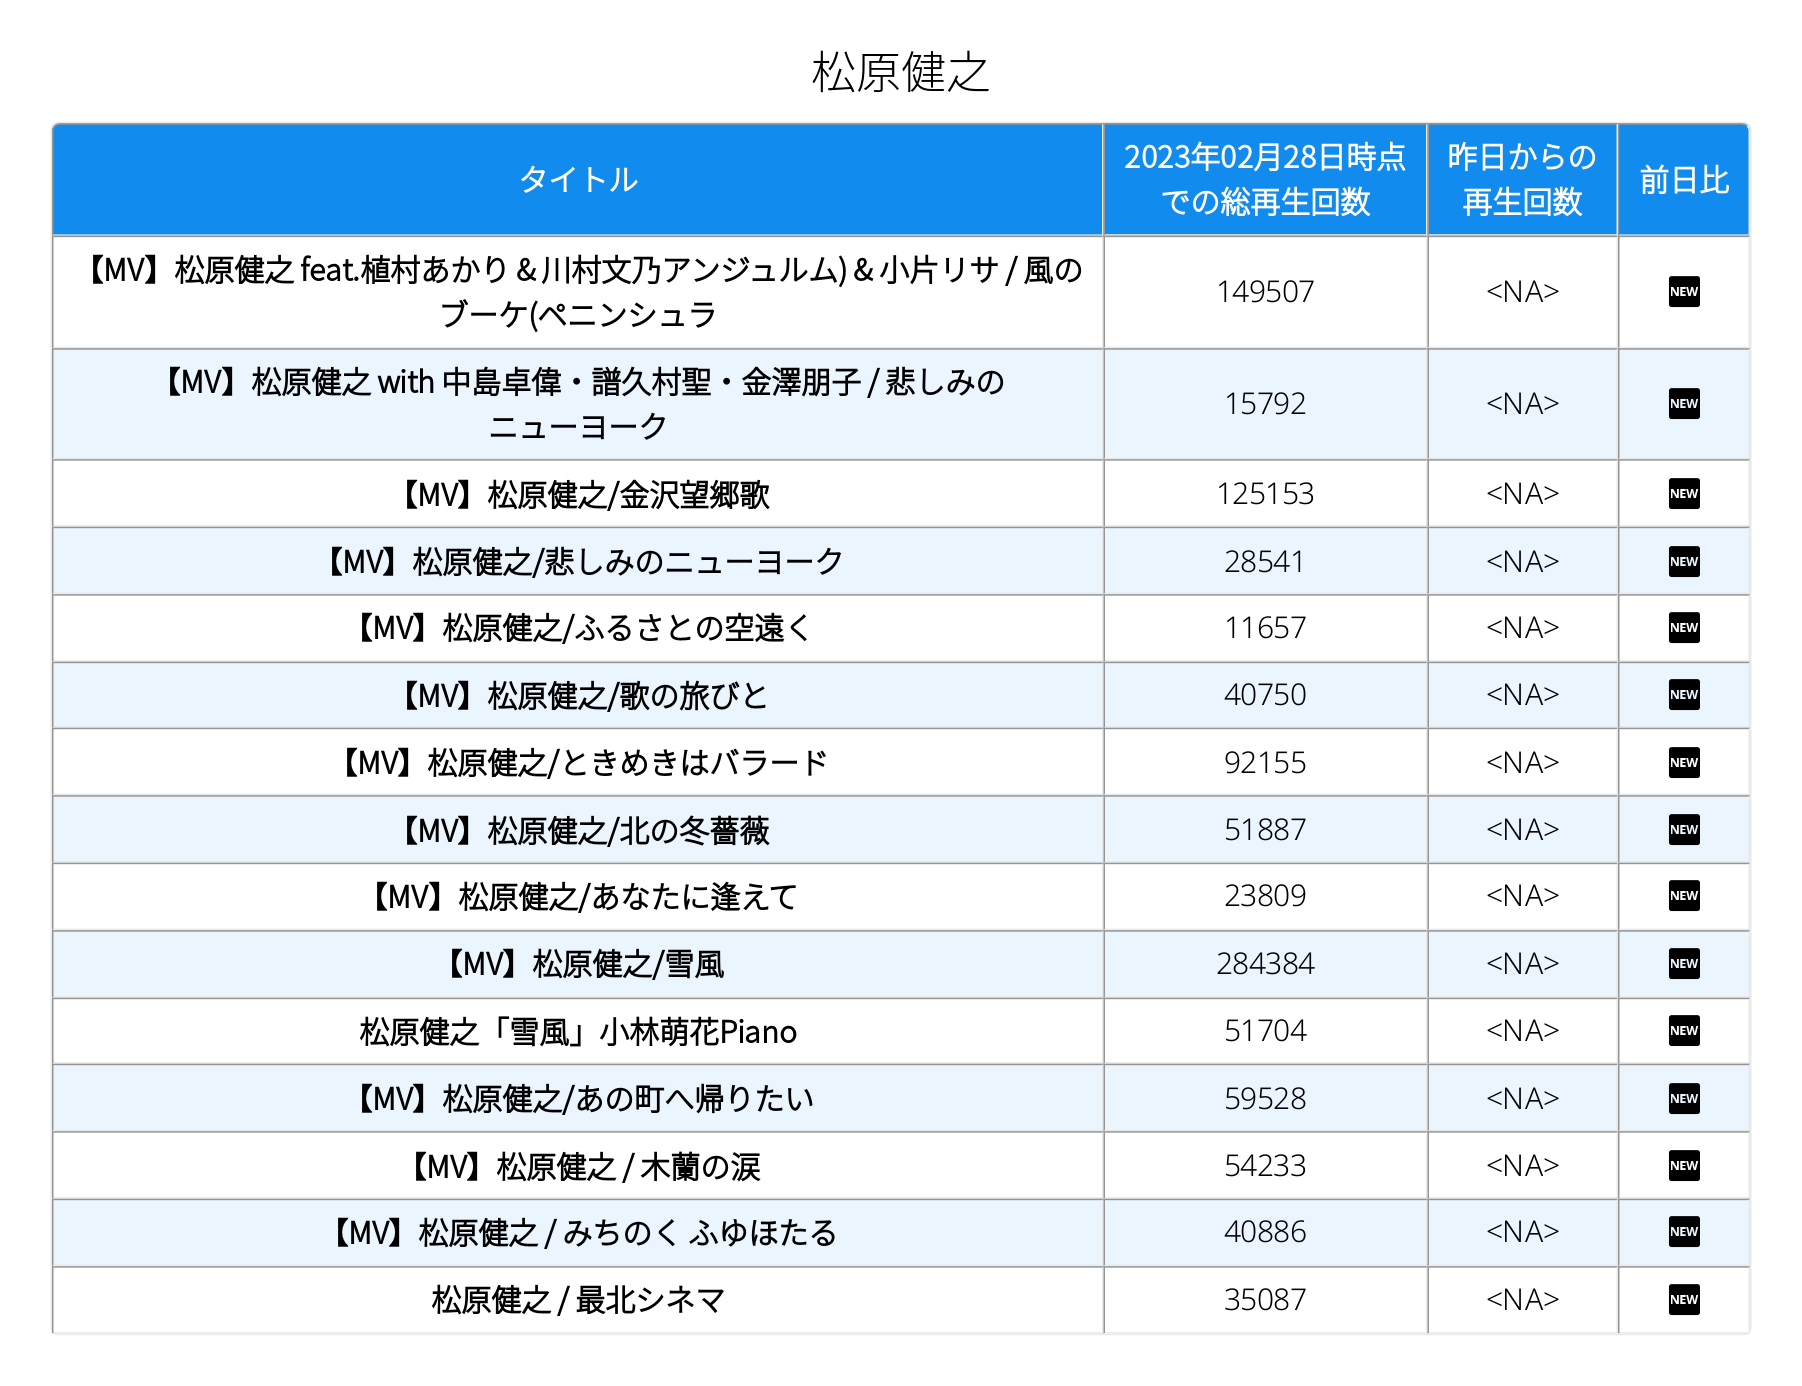 松原健之
タイトル
2023年02月28日時点
での総再生回数
昨日からの
再生回数
前日比
【MV】松原健之 feat.植村あかり & 川村文乃アンジュルム) & 小片リサ / 風の
ブーケ(ペニンシュラ
149507
<NA>
NEW
【MV】松原健之 with 中島卓偉・譜久村聖・金澤朋子 / 悲しみの
ニューヨーク
15792
<NA>
NEW
【MV】松原健之/金沢望郷歌
125153
<NA>
NEW
【MV】松原健之/悲しみのニューヨーク
28541
<NA>
NEW
【MV】松原健之/ふるさとの空遠く
11657
<NA>
NEW
【MV】松原健之/歌の旅びと
40750
<NA>
NEW
【MV】松原健之/ときめきはバラード
92155
<NA>
NEW
【MV】松原健之/北の冬薔薇
51887
<NA>
NEW
【MV】松原健之/あなたに逢えて
23809
<NA>
NEW
【MV】松原健之/雪風
284384
<NA>
NEW
松原健之「雪風」小林萌花Piano
51704
<NA>
NEW
【MV】松原健之/あの町へ帰りたい
59528
<NA>
NEW
【MV】松原健之 / 木蘭の涙
54233
<NA>
NEW
【MV】松原健之 / みちのく ふゆほたる
40886
<NA>
NEW
松原健之 / 最北シネマ
35087
<NA>
NEW